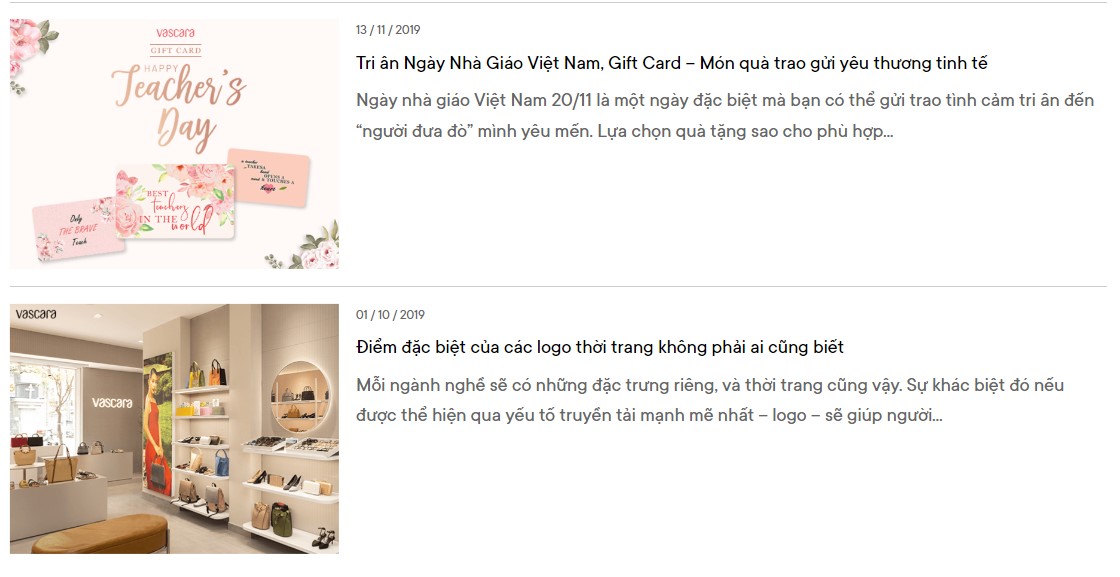 vascara
GIFT CARD
HAPPY
Teacher's
Day
Only
THE BRAVE
Teach
BEST
teachers
IN THE
world
13 / 11 / 2019
Tri ân Ngày Nhà Giáo Việt Nam, Gift Card – Món quà trao gửi yêu thương tinh tế
Ngày nhà giáo Việt Nam 20/11 là một ngày đặc biệt mà bạn có thể gửi trao tình cảm tri ân đến
“người đưa đò” mình yêu mến. Lựa chọn quà tặng sao cho phù hợp...
vascara
vascara
01 / 10 / 2019
Điểm đặc biệt của các logo thời trang không phải ai cũng biết
Mỗi ngành nghề sẽ có những đặc trưng riêng, và thời trang cũng vậy. Sự khác biệt đó nếu
được thể hiện qua yếu tố truyền tải mạnh mẽ nhất – logo – sẽ giúp người...